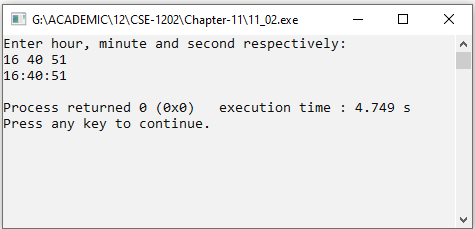 G:\ACADEMIC\12\CSE-1202\Chapter-11\11_02.exe
Enter hour, minute and second respectively:
16 40 51
16:40:51
Process returned 0 (0x0)   execution time : 4.749 s
Press any key to continue.